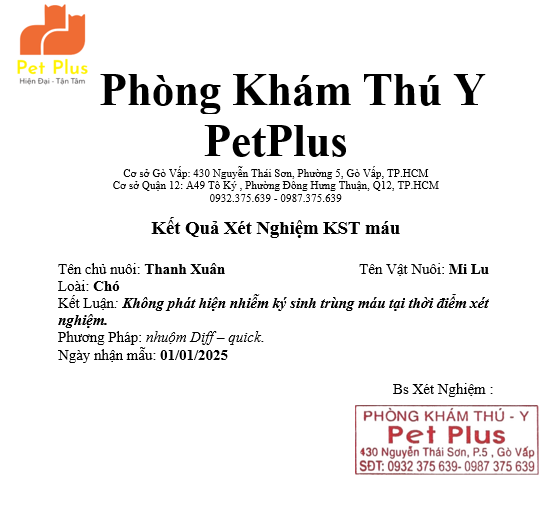 Pet Plus
Hiện Đại - Tận Tâm
Phòng Khám Thú Y
PetPlus
Cơ sở Gò Vấp: 430 Nguyễn Thái Sơn, Phường 5, Gò Vấp, TP.HCM
Cơ sở Quận 12: A49 Tô Ký , Phường Đông Hưng Thuận, Q12, TP.HCM
0932.375.639 - 0987.375.639
Kết Quả Xét Nghiệm KST máu
Tên chủ nuôi: Thanh Xuân Tên Vật Nuôi: Mi Lu
Loài: Chó
Kết Luận: Không phát hiện nhiễm ký sinh trùng máu tại thời điểm xét
nghiệm.
Phương Pháp: nhuộm Diff – quick.
Ngày nhận mẫu: 01/01/2025
Bs Xét Nghiệm :
PHÒNG KHÁM THÚ - Y
Pet Plus
430 Nguyễn Thái Sơn, P.5 , Gò Vấp
SĐT: 0932 375 639- 0987 375 639